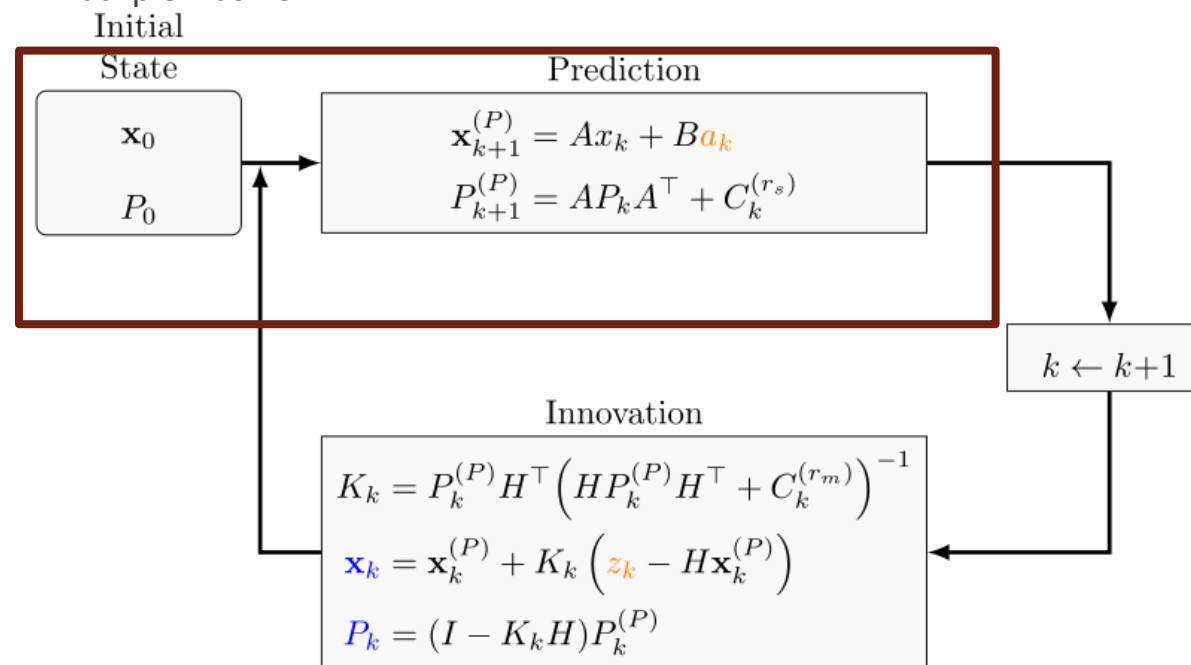 Initial
State
x_0
P_0
Prediction
x_{k+1}^{(P)} = Ax_k + Ba_k
P_{k+1}^{(P)} = AP_kA^⊤ + C_k^{(r_s)}
k ← k+1
Innovation
K_k = P_k^{(P)}H^⊤(HP_k^{(P)}H^⊤ + C_k^{(r_m)})^{-1}
x_k = x_k^{(P)} + K_k(z_k − Hx_k^{(P)})
P_k = (I − K_kH)P_k^{(P)}